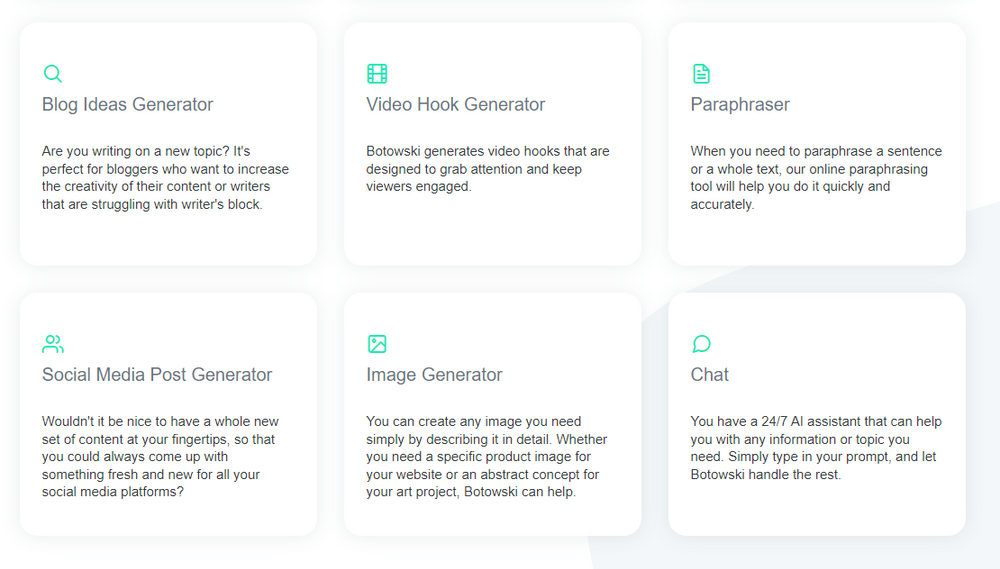 Blog Ideas Generator
Are you writing on a new topic? It's
perfect for bloggers who want to increase
the creativity of their content or writers
that are struggling with writer's block.
Video Hook Generator
Botowski generates video hooks that are
designed to grab attention and keep
viewers engaged.
Paraphraser
When you need to paraphrase a sentence
or a whole text, our online paraphrasing
tool will help you do it quickly and
accurately.
Social Media Post Generator
Wouldn't it be nice to have a whole new
set of content at your fingertips, so that
you could always come up with
something fresh and new for all your
social media platforms?
Image Generator
You can create any image you need
simply by describing it in detail. Whether
you need a specific product image for
your website or an abstract concept for
your art project, Botowski can help.
Chat
You have a 24/7 AI assistant that can help
you with any information or topic you
need. Simply type in your prompt, and let
Botowski handle the rest.